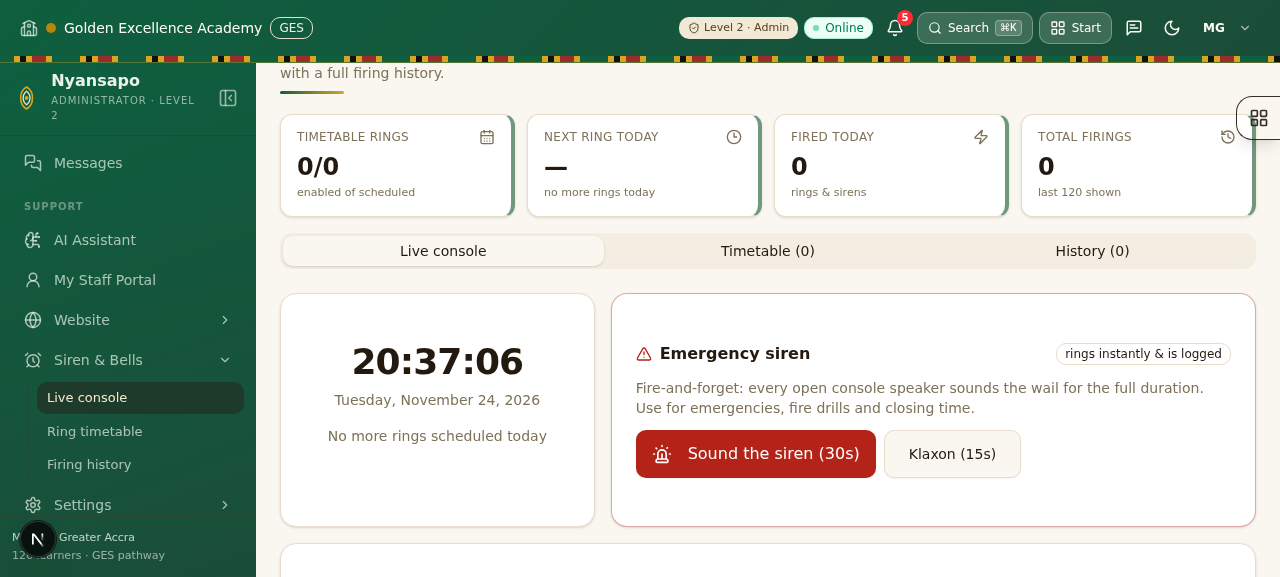 Golden Excellence Academy
GES
Level 2 · Admin
Online
5
Search
⌘K
Start
MG
Nyansapo
ADMINISTRATOR · LEVEL
2
Messages
SUPPORT
AI Assistant
My Staff Portal
Website
Siren & Bells
Live console
Ring timetable
Firing history
Settings
Greater Accra
GES pathway
with a full firing history.
TIMETABLE RINGS
0/0
enabled of scheduled
NEXT RING TODAY
—
no more rings today
FIRED TODAY
0
rings & sirens
TOTAL FIRINGS
0
last 120 shown
Live console
Timetable (0)
History (0)
20:37:06
Tuesday, November 24, 2026
No more rings scheduled today
Emergency siren
rings instantly & is logged
Fire-and-forget: every open console speaker sounds the wail for the full duration.
Use for emergencies, fire drills and closing time.
Sound the siren (30s)
Klaxon (15s)